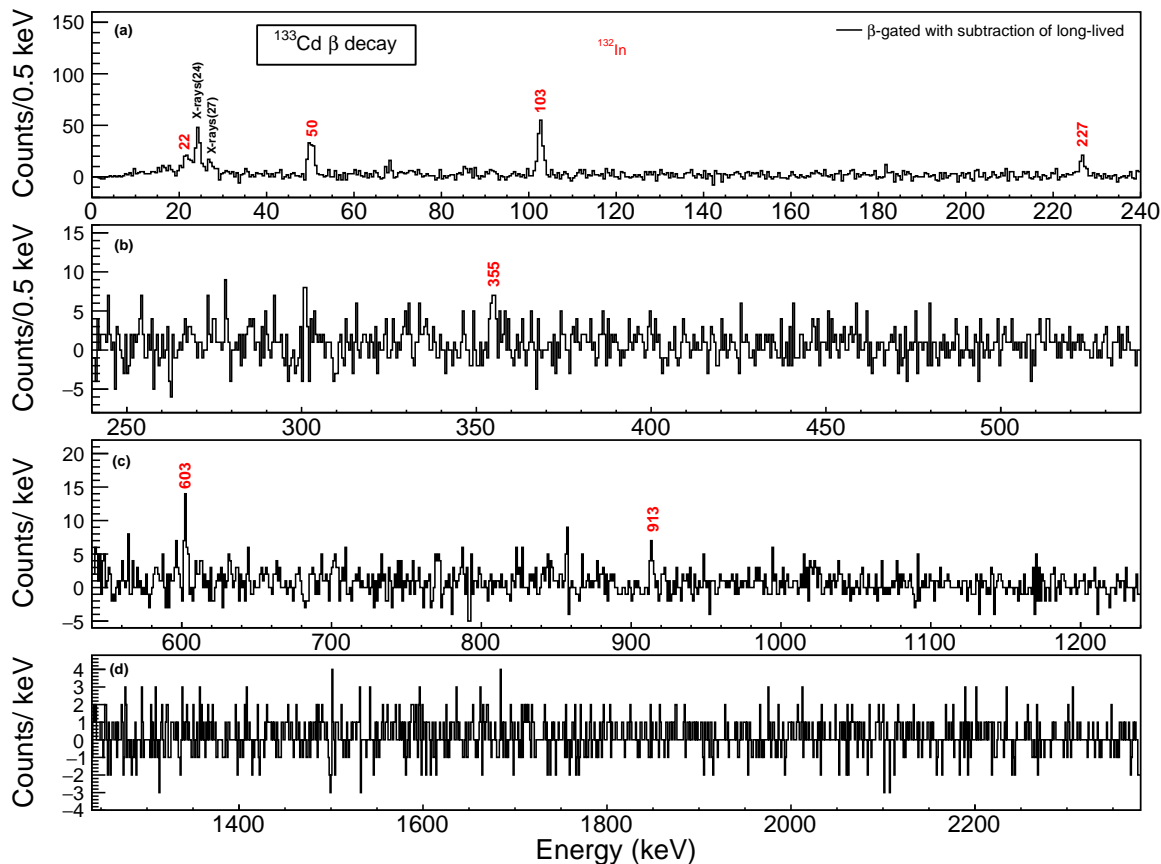 (a)
¹³³Cd β decay
¹³²In
β-gated with subtraction of long-lived
Counts/0.5 keV
150
100
50
0
22
X-rays(24)
X-rays(27)
50
103
227
0 20 40 60 80 100 120 140 160 180 200 220 240
(b)
Counts/0.5 keV
15
10
5
0
−5
355
250 300 350 400 450 500
(c)
Counts/ keV
20
15
10
5
0
−5
603
913
600 700 800 900 1000 1100 1200
(d)
Counts/ keV
4
3
2
1
0
−1
−2
−3
−4
1400 1600 1800 2000 2200
Energy (keV)